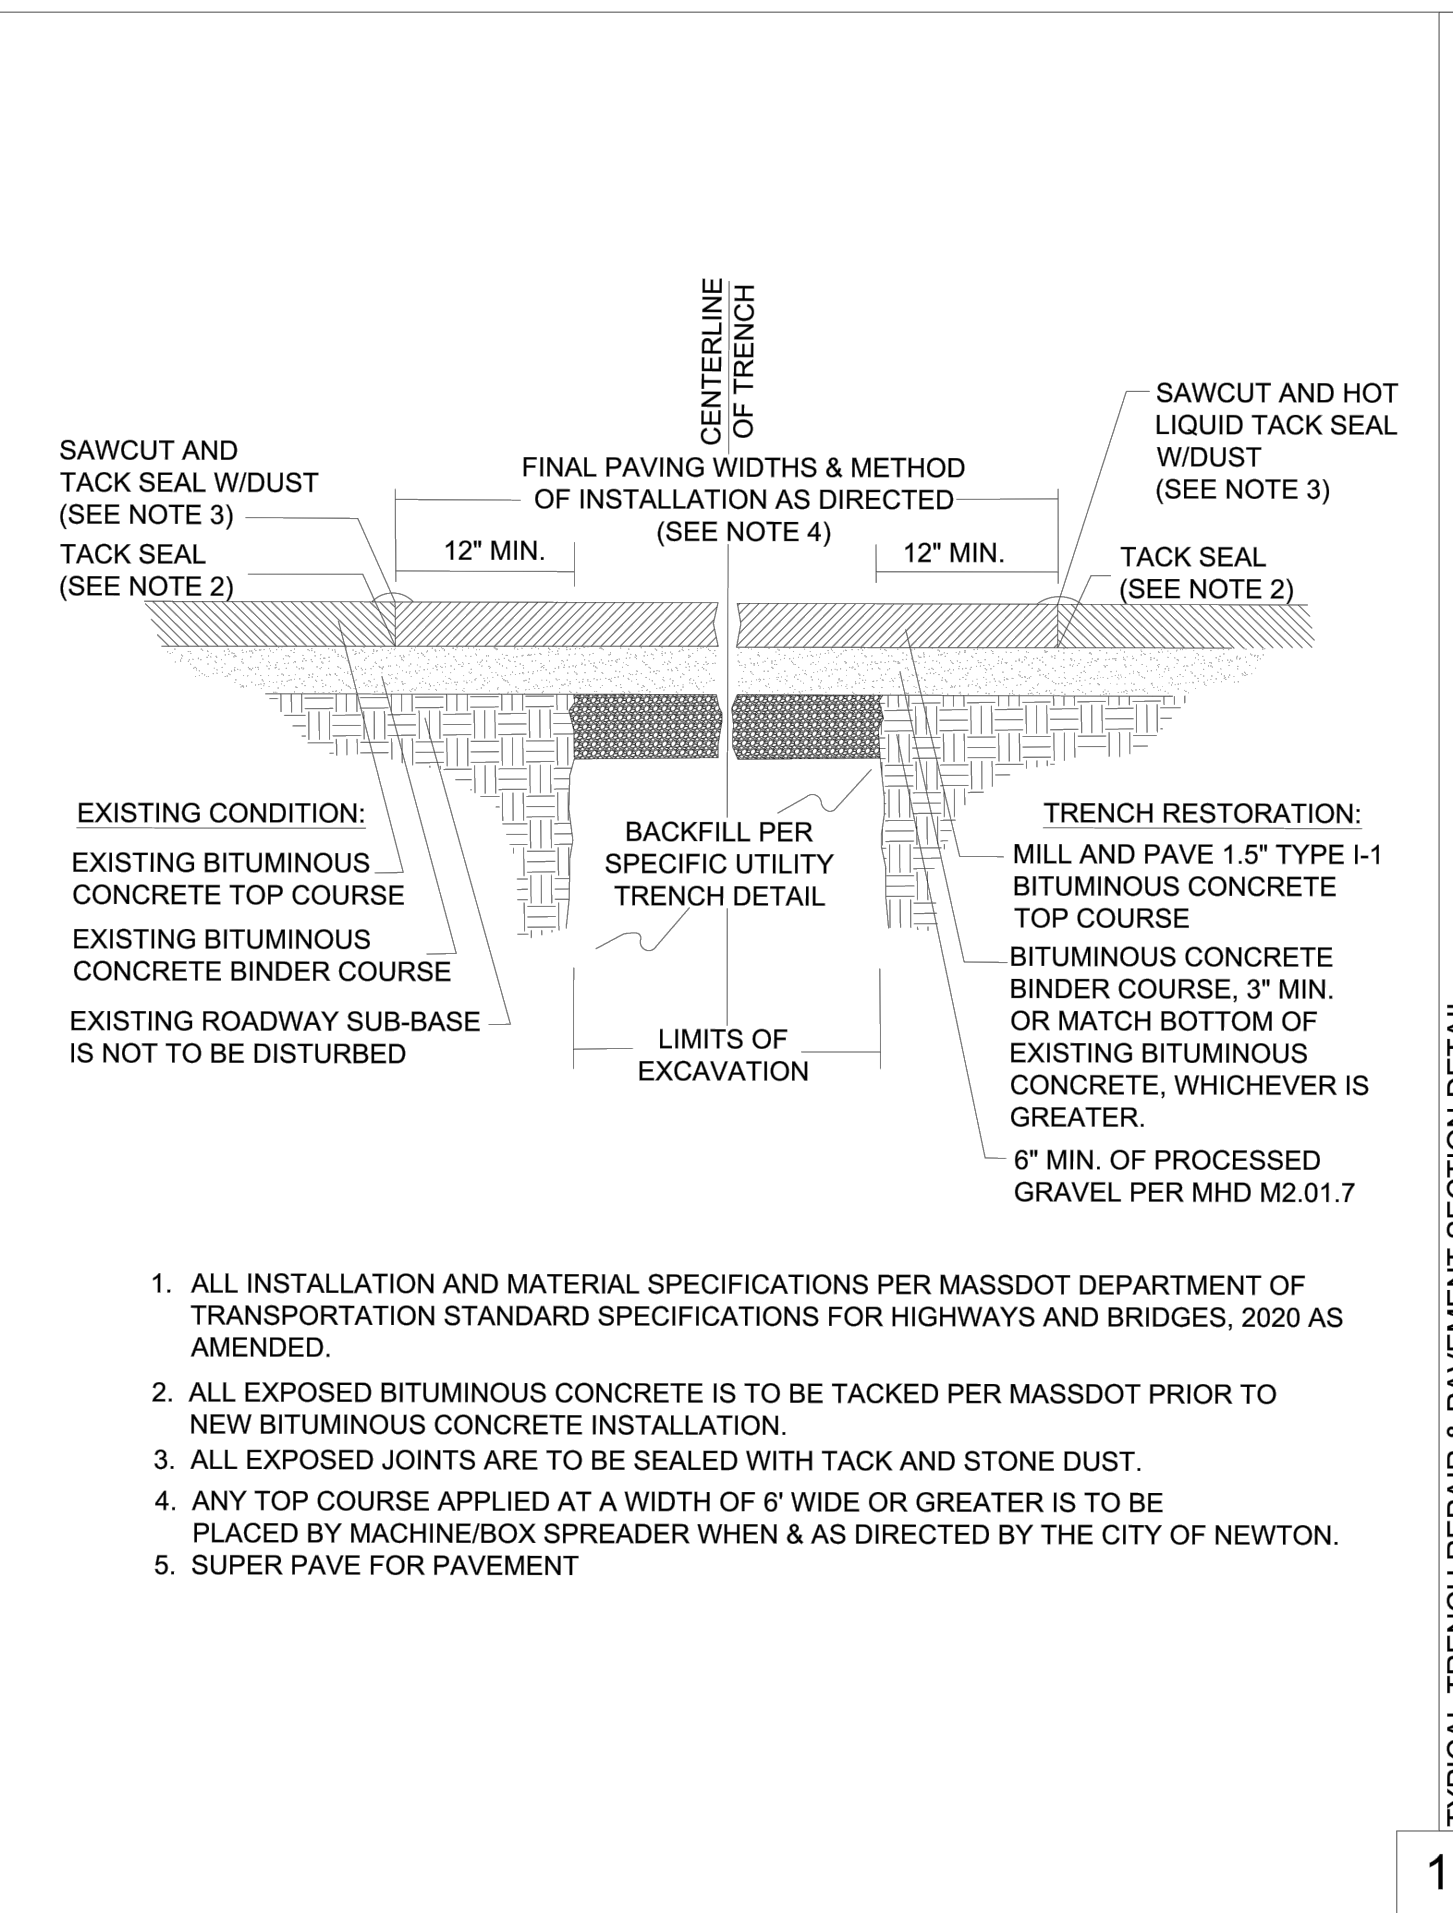 CENTERLINE
OF TRENCH
SAWCUT AND HOT
LIQUID TACK SEAL
W/DUST
(SEE NOTE 3)
SAWCUT AND
TACK SEAL W/DUST
(SEE NOTE 3)
FINAL PAVING WIDTHS & METHOD
OF INSTALLATION AS DIRECTED
(SEE NOTE 4)
TACK SEAL
(SEE NOTE 2)
12" MIN.
12" MIN.
TACK SEAL
(SEE NOTE 2)
EXISTING CONDITION:
EXISTING BITUMINOUS
CONCRETE TOP COURSE
EXISTING BITUMINOUS
CONCRETE BINDER COURSE
EXISTING ROADWAY SUB-BASE
IS NOT TO BE DISTURBED
BACKFILL PER
SPECIFIC UTILITY
TRENCH DETAIL
LIMITS OF
EXCAVATION
TRENCH RESTORATION:
MILL AND PAVE 1.5" TYPE I-1
BITUMINOUS CONCRETE
TOP COURSE
BITUMINOUS CONCRETE
BINDER COURSE, 3" MIN.
OR MATCH BOTTOM OF
EXISTING BITUMINOUS
CONCRETE, WHICHEVER IS
GREATER.
6" MIN. OF PROCESSED
GRAVEL PER MHD M2.01.7
1. ALL INSTALLATION AND MATERIAL SPECIFICATIONS PER MASSDOT DEPARTMENT OF
TRANSPORTATION STANDARD SPECIFICATIONS FOR HIGHWAYS AND BRIDGES, 2020 AS
AMENDED.
2. ALL EXPOSED BITUMINOUS CONCRETE IS TO BE TACKED PER MASSDOT PRIOR TO
NEW BITUMINOUS CONCRETE INSTALLATION.
3. ALL EXPOSED JOINTS ARE TO BE SEALED WITH TACK AND STONE DUST.
4. ANY TOP COURSE APPLIED AT A WIDTH OF 6' WIDE OR GREATER IS TO BE
PLACED BY MACHINE/BOX SPREADER WHEN & AS DIRECTED BY THE CITY OF NEWTON.
5. SUPER PAVE FOR PAVEMENT
TYPICAL TRENCH REPAIR & PAVEMENT SECTION DETAIL
1